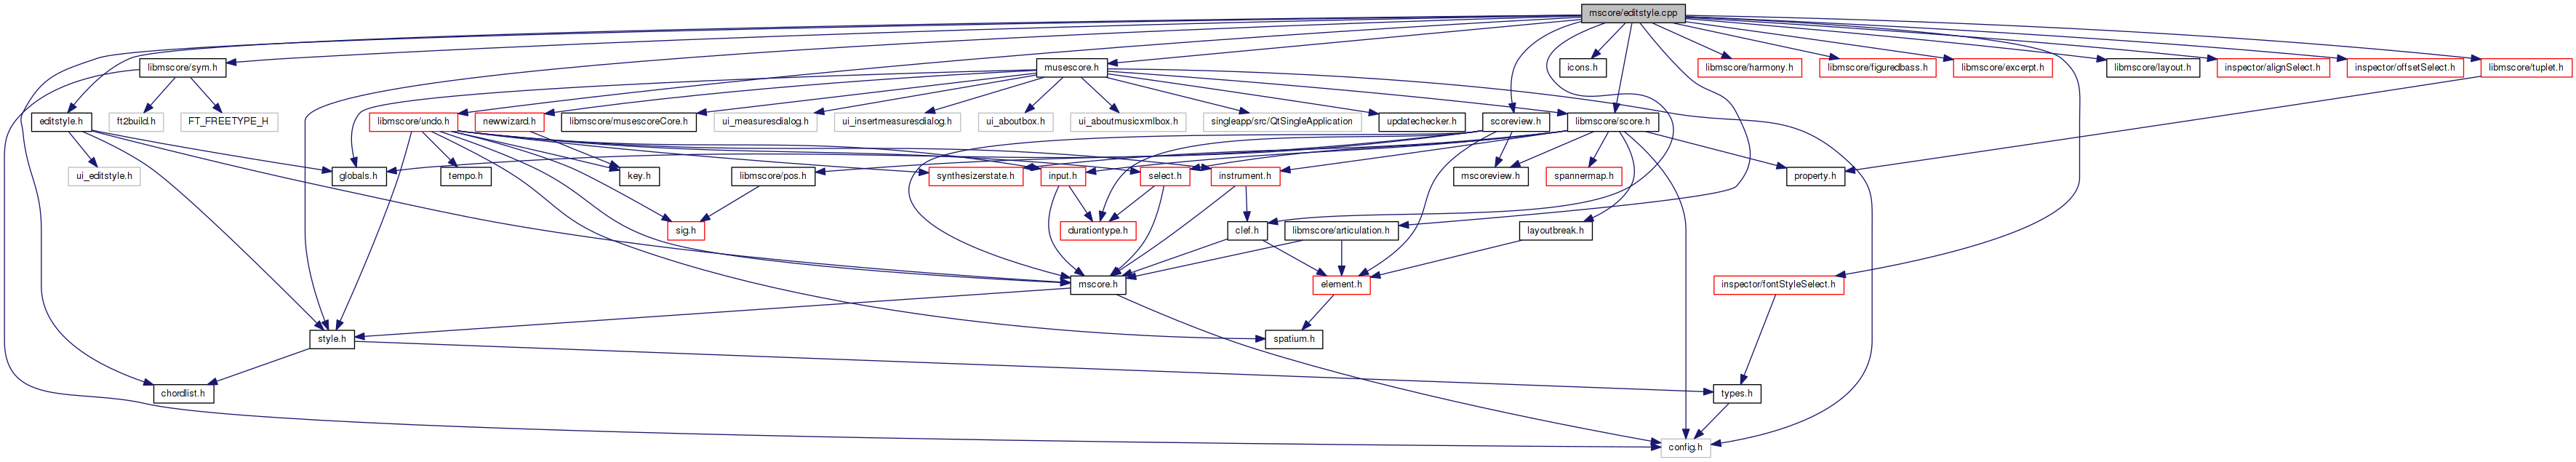 mscore/editstyle.cpp
libmscore/sym.h
musescore.h
icons.h
libmscore/harmony.h
libmscore/figuredbass.h
libmscore/excerpt.h
libmscore/layout.h
inspector/alignSelect.h
inspector/offsetSelect.h
libmscore/tuplet.h
editstyle.h
ft2build.h
FT_FREETYPE_H
libmscore/undo.h
newwizard.h
libmscore/musescoreCore.h
ui_measuresdialog.h
ui_insertmeasuresdialog.h
ui_aboutbox.h
ui_aboutmusicxmlbox.h
singleapp/src/QtSingleApplication
updatechecker.h
scoreview.h
libmscore/score.h
ui_editstyle.h
globals.h
tempo.h
key.h
libmscore/pos.h
synthesizerstate.h
input.h
select.h
instrument.h
mscoreview.h
spannermap.h
property.h
sig.h
durationtype.h
clef.h
libmscore/articulation.h
layoutbreak.h
mscore.h
element.h
inspector/fontStyleSelect.h
style.h
spatium.h
chordlist.h
types.h
config.h